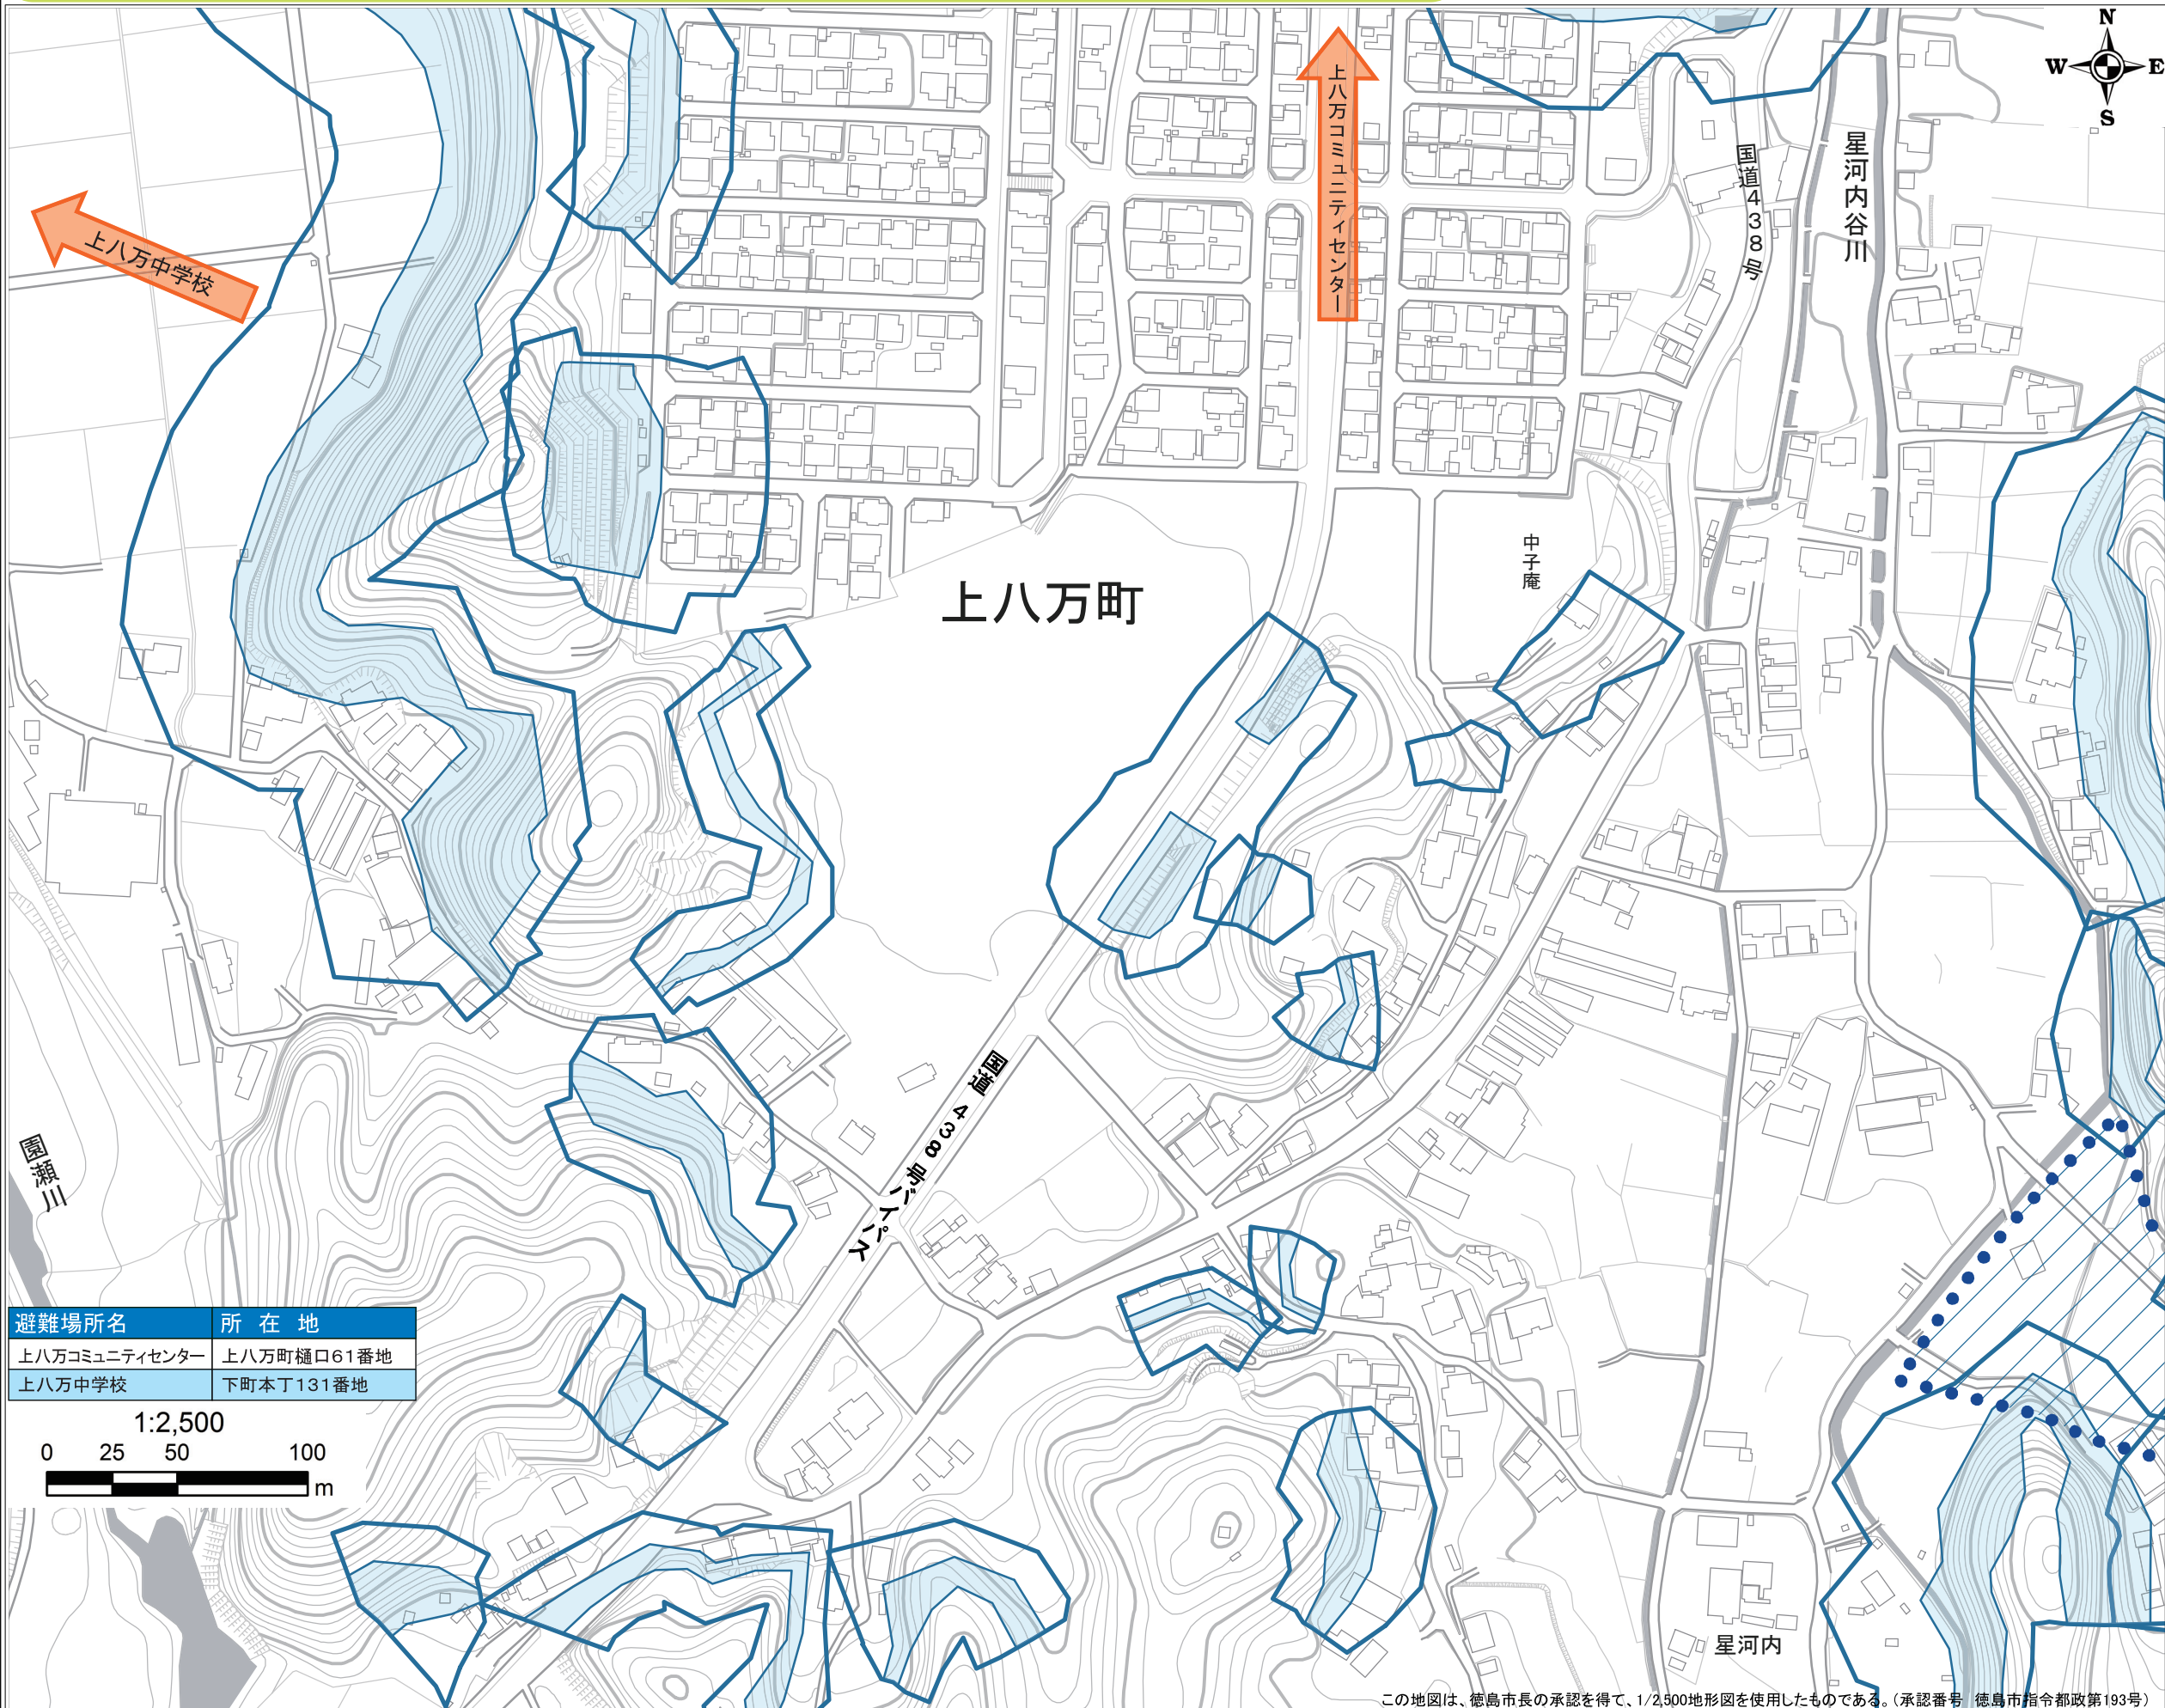 N
W
E
S
上八万コミュニティセンター
国道438号
星河内谷川
上八万中学校
中子庵
上八万町
国道 438号バイパス
園瀬川
避難場所名 所在地
上八万コミュニティセンター 上八万町樋口61番地
上八万中学校 下町本丁131番地
1:2,500
0 25 50 100
m
星河内
この地図は、徳島市長の承認を得て、1/2,500地形図を使用したものである。(承認番号 徳島市指令都政第193号)